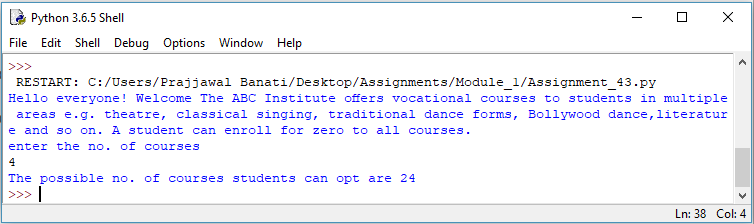 Python 3.6.5 Shell
File Edit Shell Debug Options Window Help
>>>
RESTART: C:/Users/Prajjawal Banati/Desktop/Assignments/Module_1/Assignment_43.py
Hello everyone! Welcome The ABC Institute offers vocational courses to students in multiple
areas e.g. theatre, classical singing, traditional dance forms, Bollywood dance,literatur
e and so on. A student can enroll for zero to all courses.
enter the no. of courses
4
The possible no. of courses students can opt are 24
>>>
Ln: 38 Col: 4